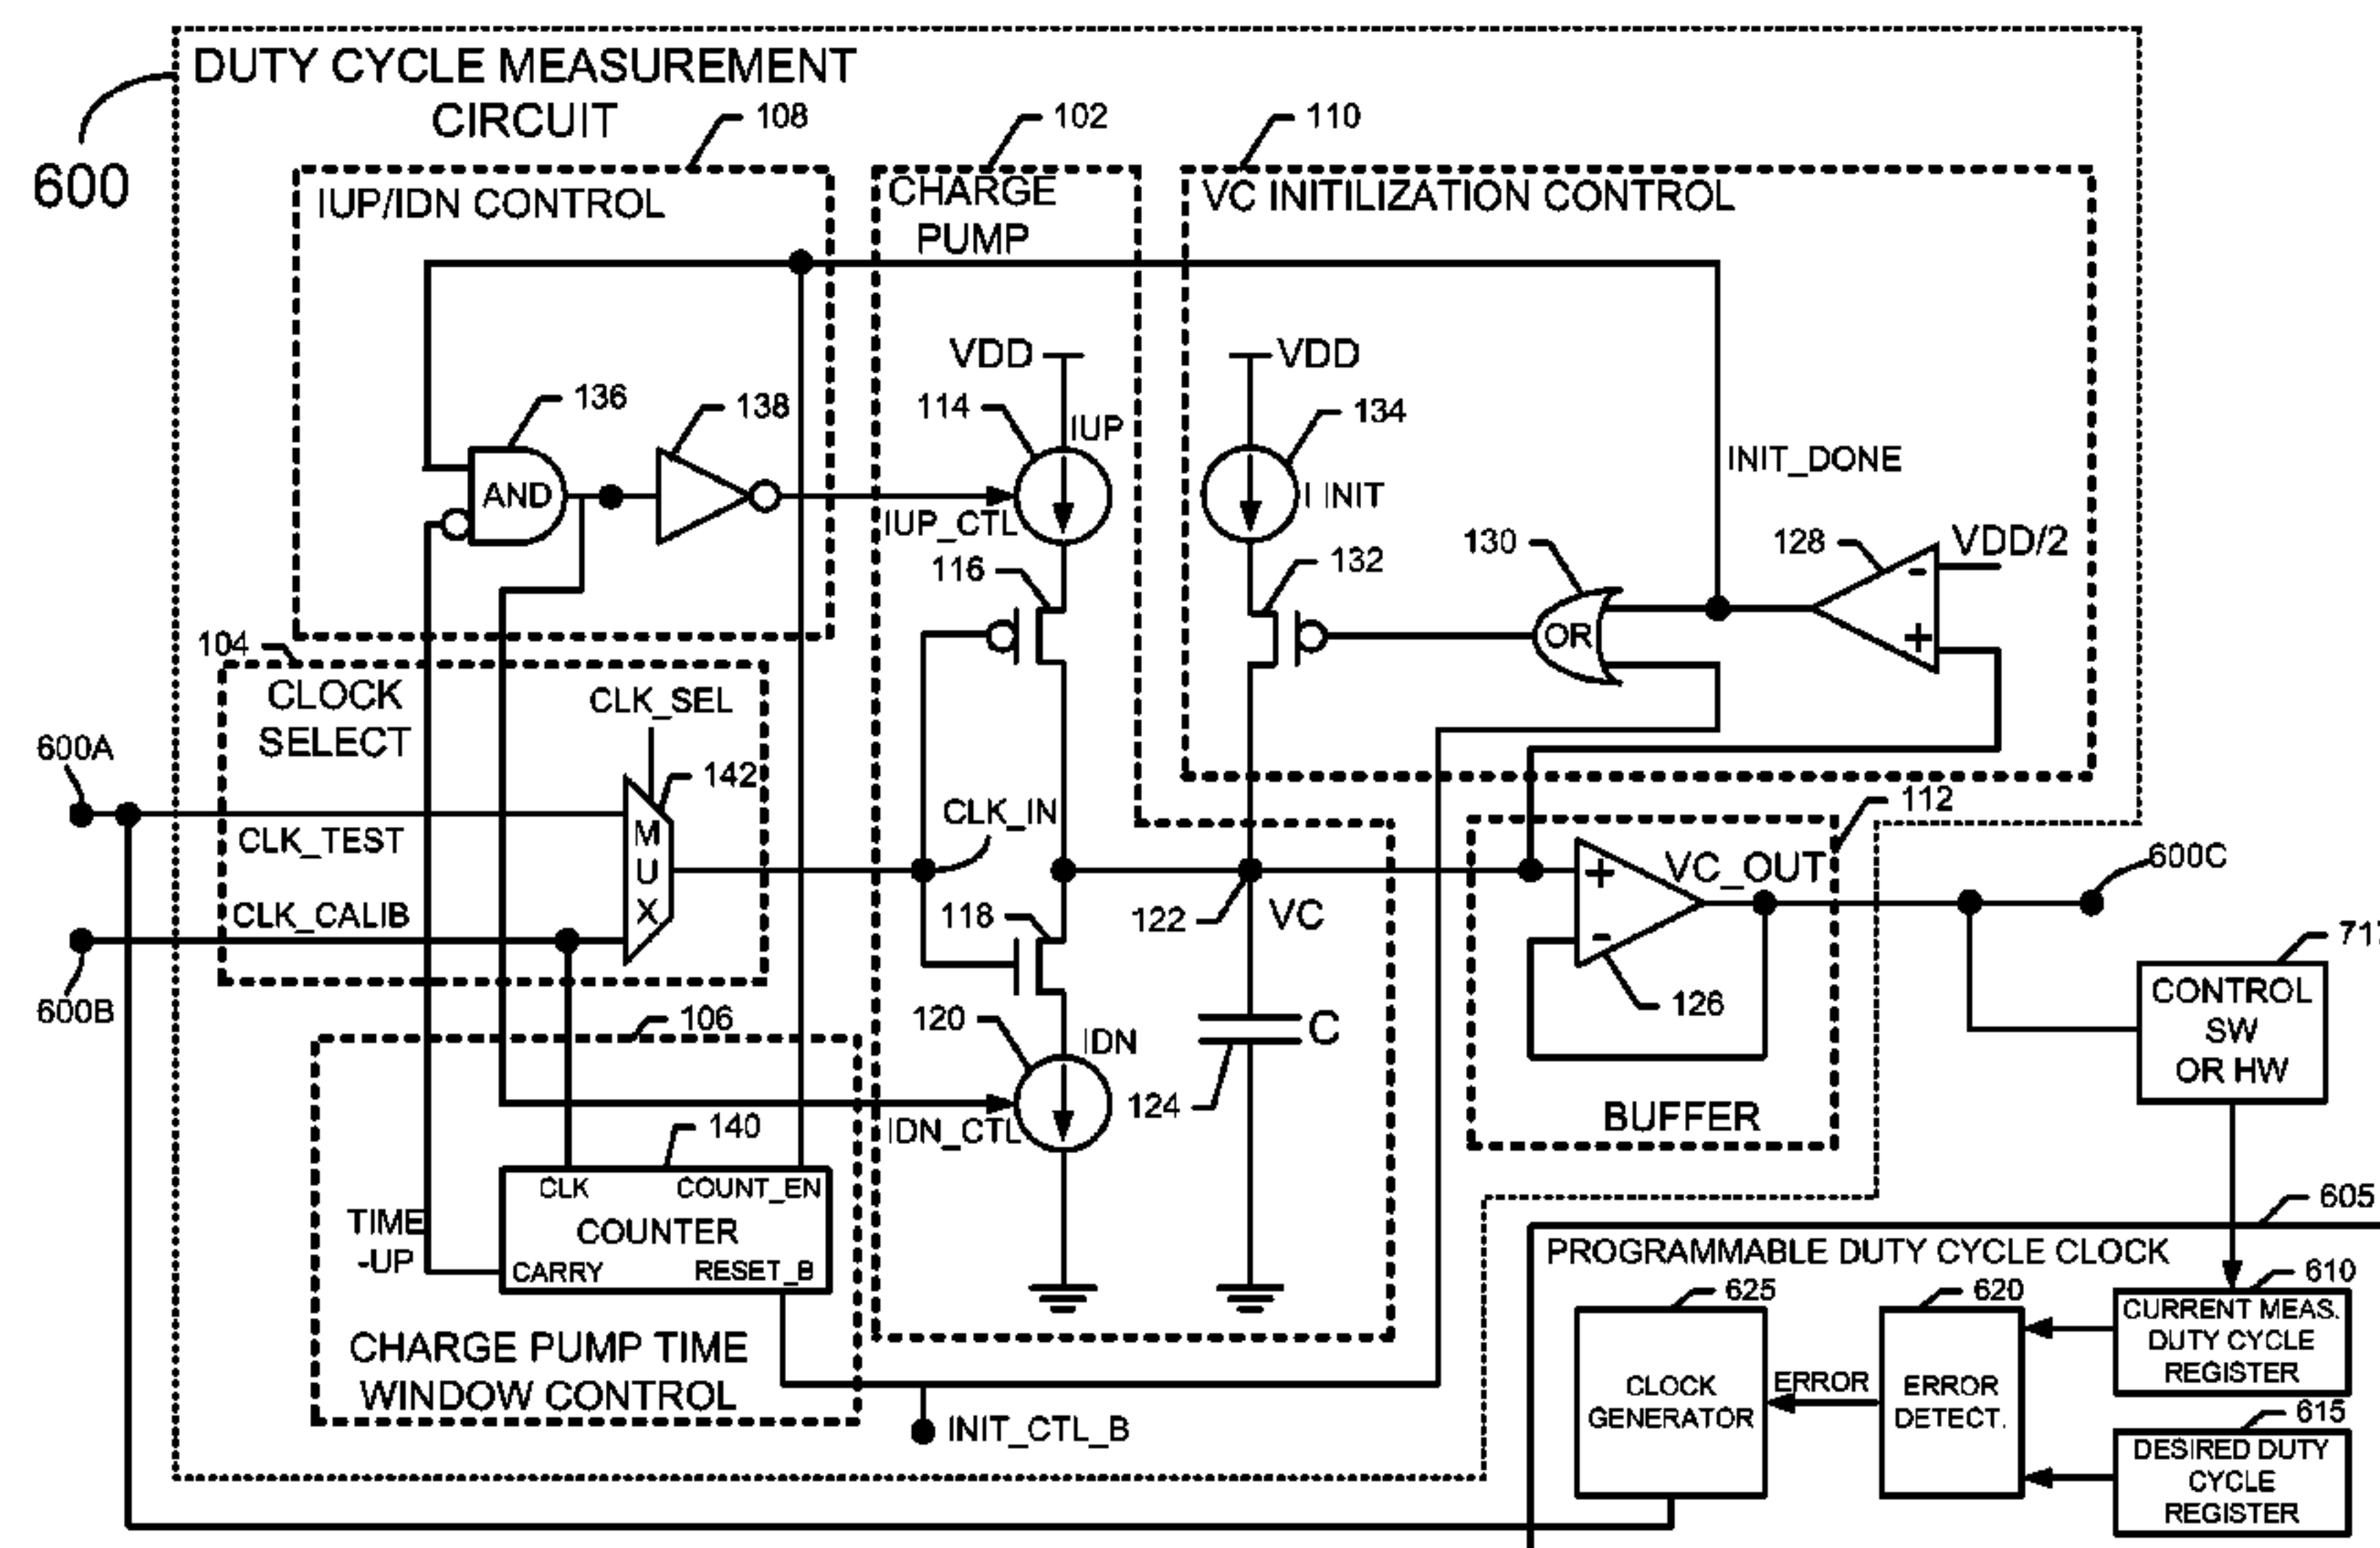 DUTY CYCLE MEASUREMENT
CIRCUIT
600
108
102
110
IUP/IDN CONTROL
CHARGE
PUMP
VC INITILIZATION CONTROL
VDD
VDD
136
138
114
IUP
134
AND
IUP_CTL
I INIT
INIT_DONE
130
128
VDD/2
116
132
OR
-
+
104
CLOCK
SELECT
CLK_SEL
600A
142
CLK_TEST
MUX
CLK_IN
112
CLK_CALIB
118
122
VC
+
VC_OUT
-
600C
600B
126
717
CONTROL
SW
OR HW
106
120
IDN
C
124
IDN_CTL
BUFFER
140
CLK
COUNT_EN
COUNTER
TIME
-UP
CARRY
RESET_B
605
PROGRAMMABLE DUTY CYCLE CLOCK
625
620
610
CURRENT MEAS.
DUTY CYCLE
REGISTER
CHARGE PUMP TIME
WINDOW CONTROL
INIT_CTL_B
CLOCK
GENERATOR
ERROR
ERROR
DETECT.
615
DESIRED DUTY
CYCLE
REGISTER